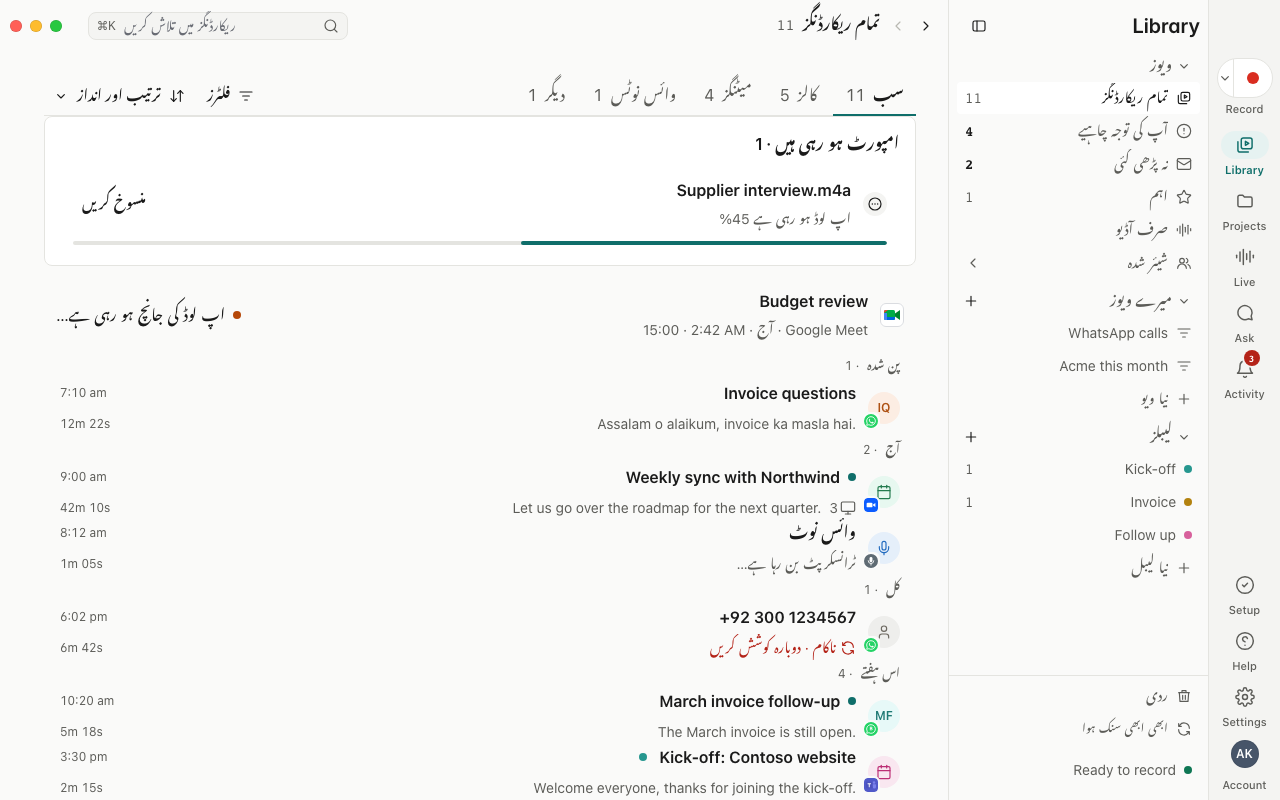 Library
ویوز
تمام ریکارڈنگز 11
آپ کی توجہ چاہیے 4
نہ پڑھی گئی 2
اہم 1
صرف آڈیو
شیئر شدہ
میرے ویوز
WhatsApp calls
Acme this month
نیا ویو
لیبلز
Kick-off 1
Invoice 1
Follow up
نیا لیبل
ردی
ابھی ابھی سنک ہوا
Ready to record
Record
Library
Projects
Live
Ask
3
Activity
Setup
Help
Settings
AK
Account
تمام ریکارڈنگز 11
ریکارڈنگز میں تلاش کریں ⌘K
سب 11
کالز 5
میٹنگز 4
وائس نوٹس 1
دیگر 1
فلٹرز
ترتیب اور انداز
امپورٹ ہو رہی ہیں · 1
Supplier interview.m4a
اپ لوڈ ہو رہی ہے 45%
منسوخ کریں
Budget review
Google Meet · آج · 2:42 AM · 15:00
اپ لوڈ کی جانچ ہو رہی ہے...
پن شدہ · 1
IQ
Invoice questions
7:10 am
Assalam o alaikum, invoice ka masla hai.
12m 22s
آج · 2
Weekly sync with Northwind
9:00 am
3 Let us go over the roadmap for the next quarter.
42m 10s
وائس نوٹ
8:12 am
ٹرانسکرپٹ بن رہا ہے...
1m 05s
کل · 1
+92 300 1234567
6:02 pm
ناکام · دوبارہ کوشش کریں
6m 42s
اس ہفتے · 4
MF
March invoice follow-up
10:20 am
The March invoice is still open.
5m 18s
Kick-off: Contoso website
3:30 pm
Welcome everyone, thanks for joining the kick-off.
2m 15s